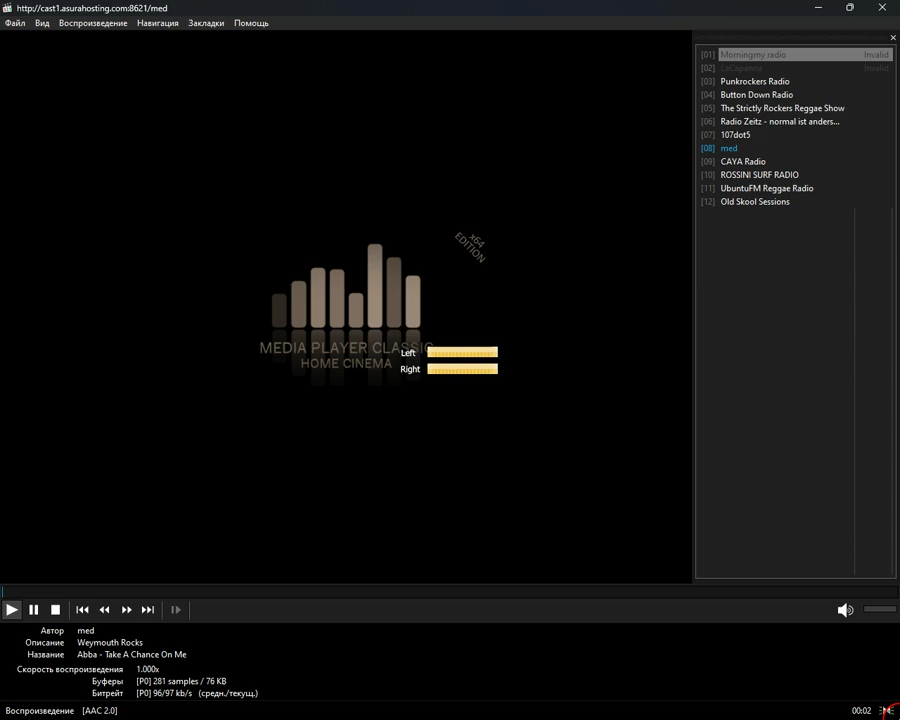 http://cast1.asurahosting.com:8621/med
Файл Вид Воспроизведение Навигация Закладки Помощь
[01] Morningmy radio Invalid
[02] LaCapanna Invalid
[03] Punkrockers Radio
[04] Button Down Radio
[05] The Strictly Rockers Reggae Show
[06] Radio Zeitz - normal ist anders...
[07] 107dot5
[08] med
[09] CAYA Radio
[10] ROSSINI SURF RADIO
[11] UbuntuFM Reggae Radio
[12] Old Skool Sessions
x64
EDITION
MEDIA PLAYER CLASSIC
HOME CINEMA
Left
Right
Автор med
Описание Weymouth Rocks
Название Abba - Take A Chance On Me
Скорость воспроизведения 1.000x
Буферы [P0] 281 samples / 76 KB
Битрейт [P0] 96/97 kb/s (средн./текущ.)
Воспроизведение [AAC 2.0] 00:02